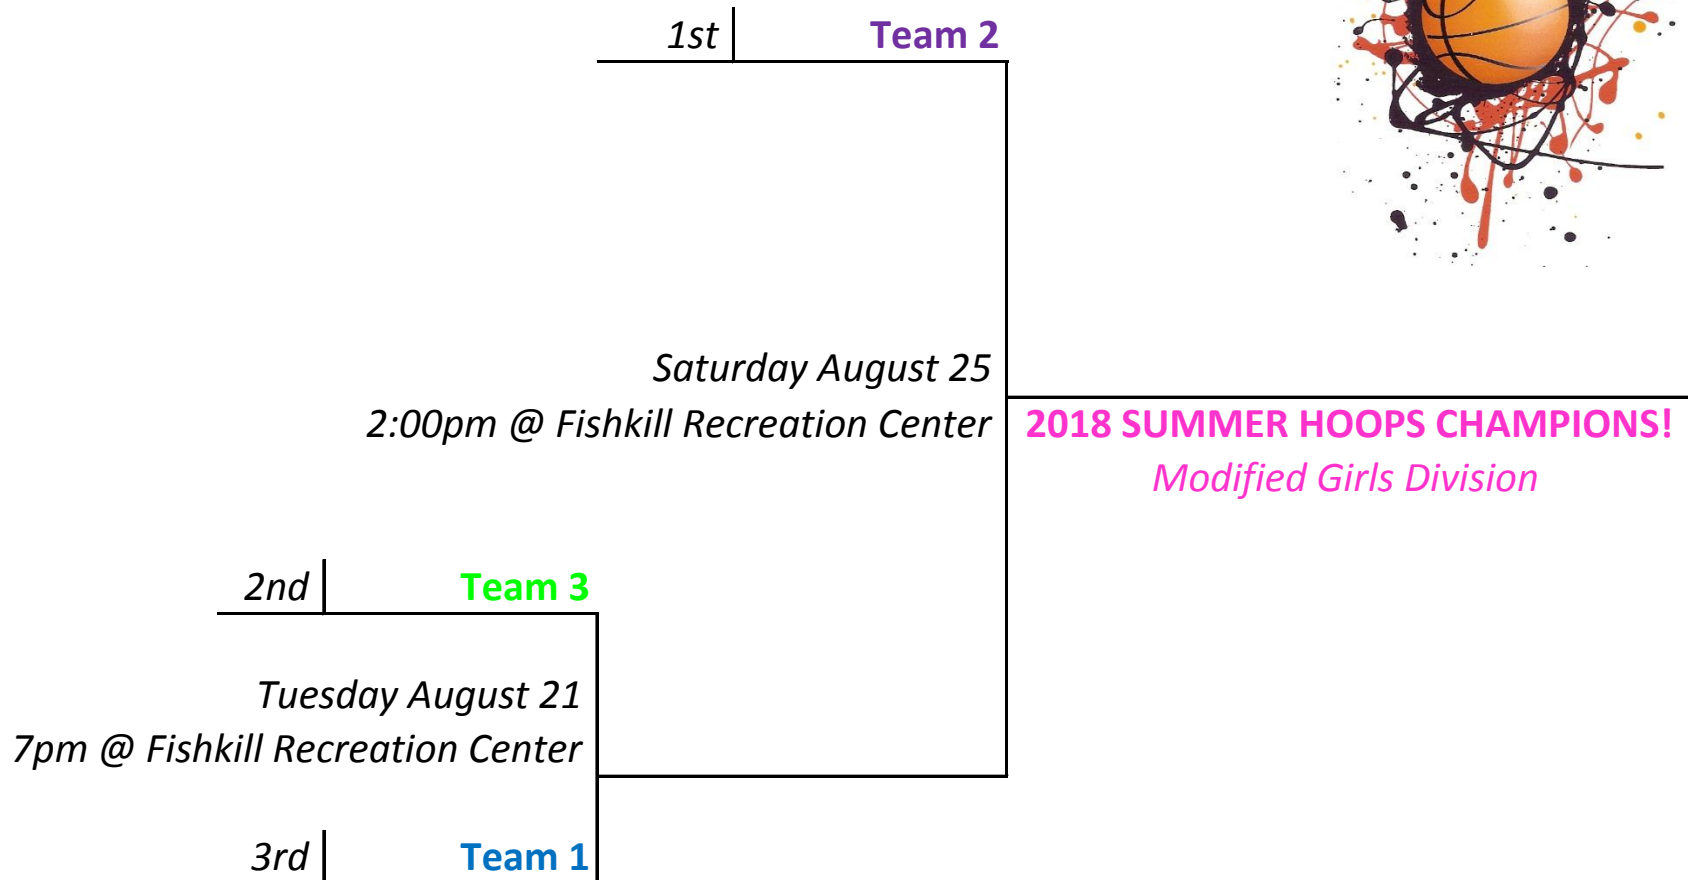 1st Team 2
Saturday August 25
2:00pm @ Fishkill Recreation Center
2018 SUMMER HOOPS CHAMPIONS!
Modified Girls Division
2nd Team 3
Tuesday August 21
7pm @ Fishkill Recreation Center
3rd Team 1